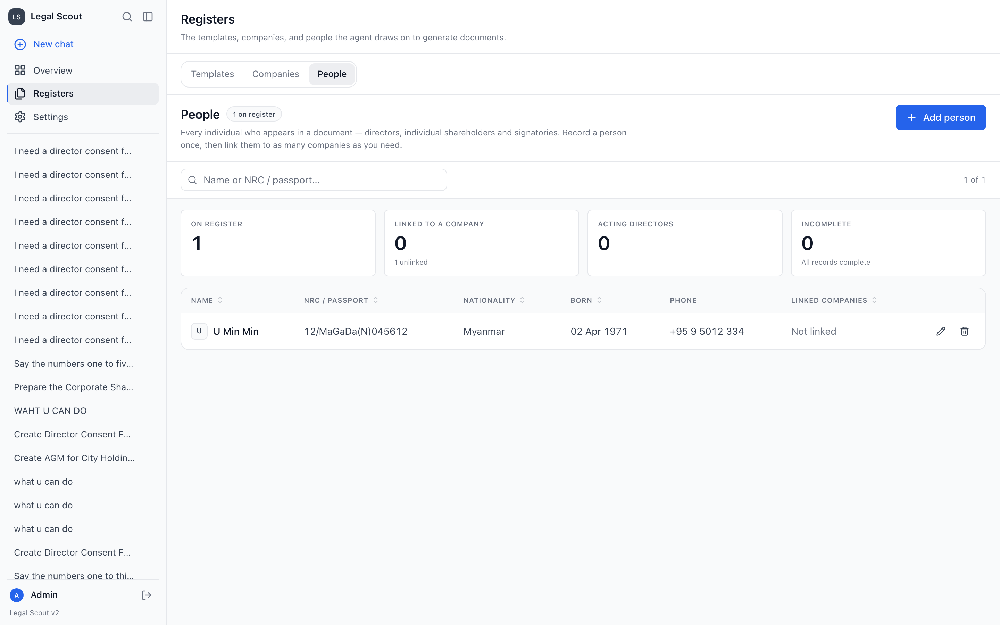 LS Legal Scout
New chat
Overview
Registers
Settings
I need a director consent f...
I need a director consent f...
I need a director consent f...
I need a director consent f...
I need a director consent f...
I need a director consent f...
I need a director consent f...
I need a director consent f...
I need a director consent f...
Say the numbers one to fiv...
Prepare the Corporate Sha...
WAHT U CAN DO
Create Director Consent F...
Create AGM for City Holdin...
what u can do
what u can do
what u can do
Create Director Consent F...
Say the numbers one to thi...
A Admin
Legal Scout v2
Registers
The templates, companies, and people the agent draws on to generate documents.
Templates Companies People
People 1 on register
Every individual who appears in a document — directors, individual shareholders and signatories. Record a person
once, then link them to as many companies as you need.
Add person
Name or NRC / passport...
1 of 1
ON REGISTER
1
LINKED TO A COMPANY
0
1 unlinked
ACTING DIRECTORS
0
INCOMPLETE
0
All records complete
NAME NRC / PASSPORT NATIONALITY BORN PHONE LINKED COMPANIES
U U Min Min 12/MaGaDa(N)045612 Myanmar 02 Apr 1971 +95 9 5012 334 Not linked